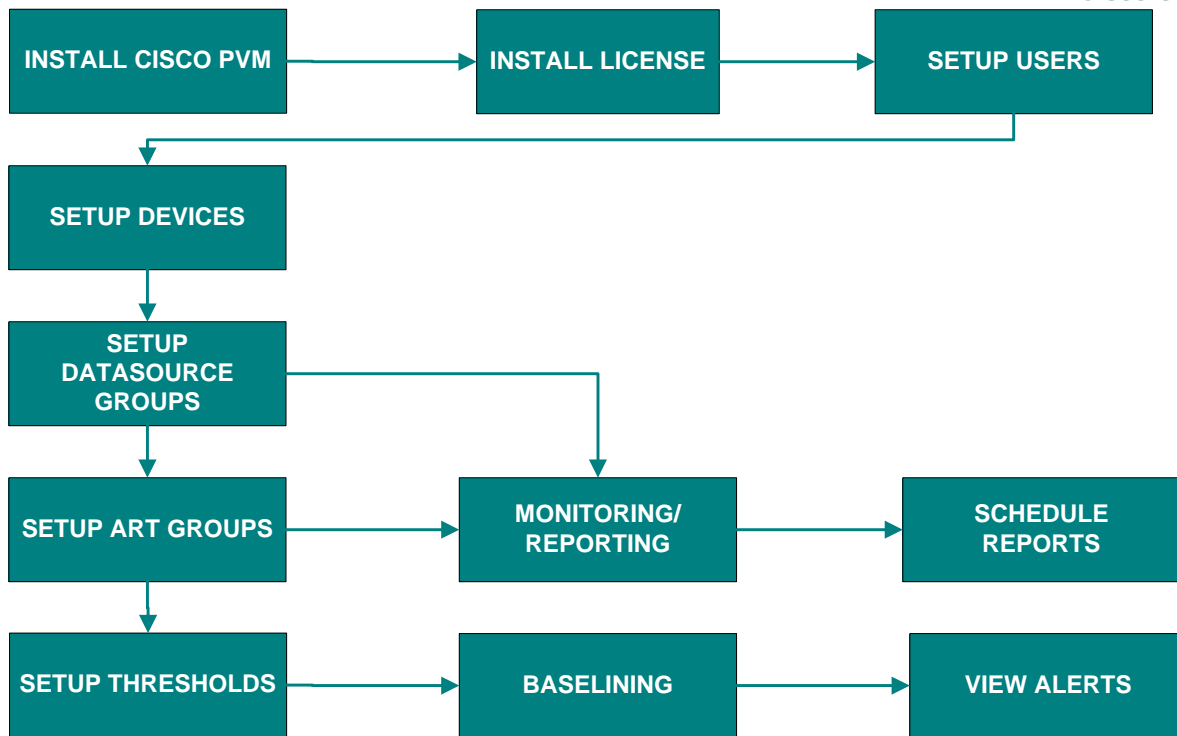 INSTALL CISCO PVM
INSTALL LICENSE
SETUP USERS
SETUP DEVICES
SETUP
DATASOURCE
GROUPS
SETUP ART GROUPS
MONITORING/
REPORTING
SCHEDULE
REPORTS
SETUP THRESHOLDS
BASELINING
VIEW ALERTS